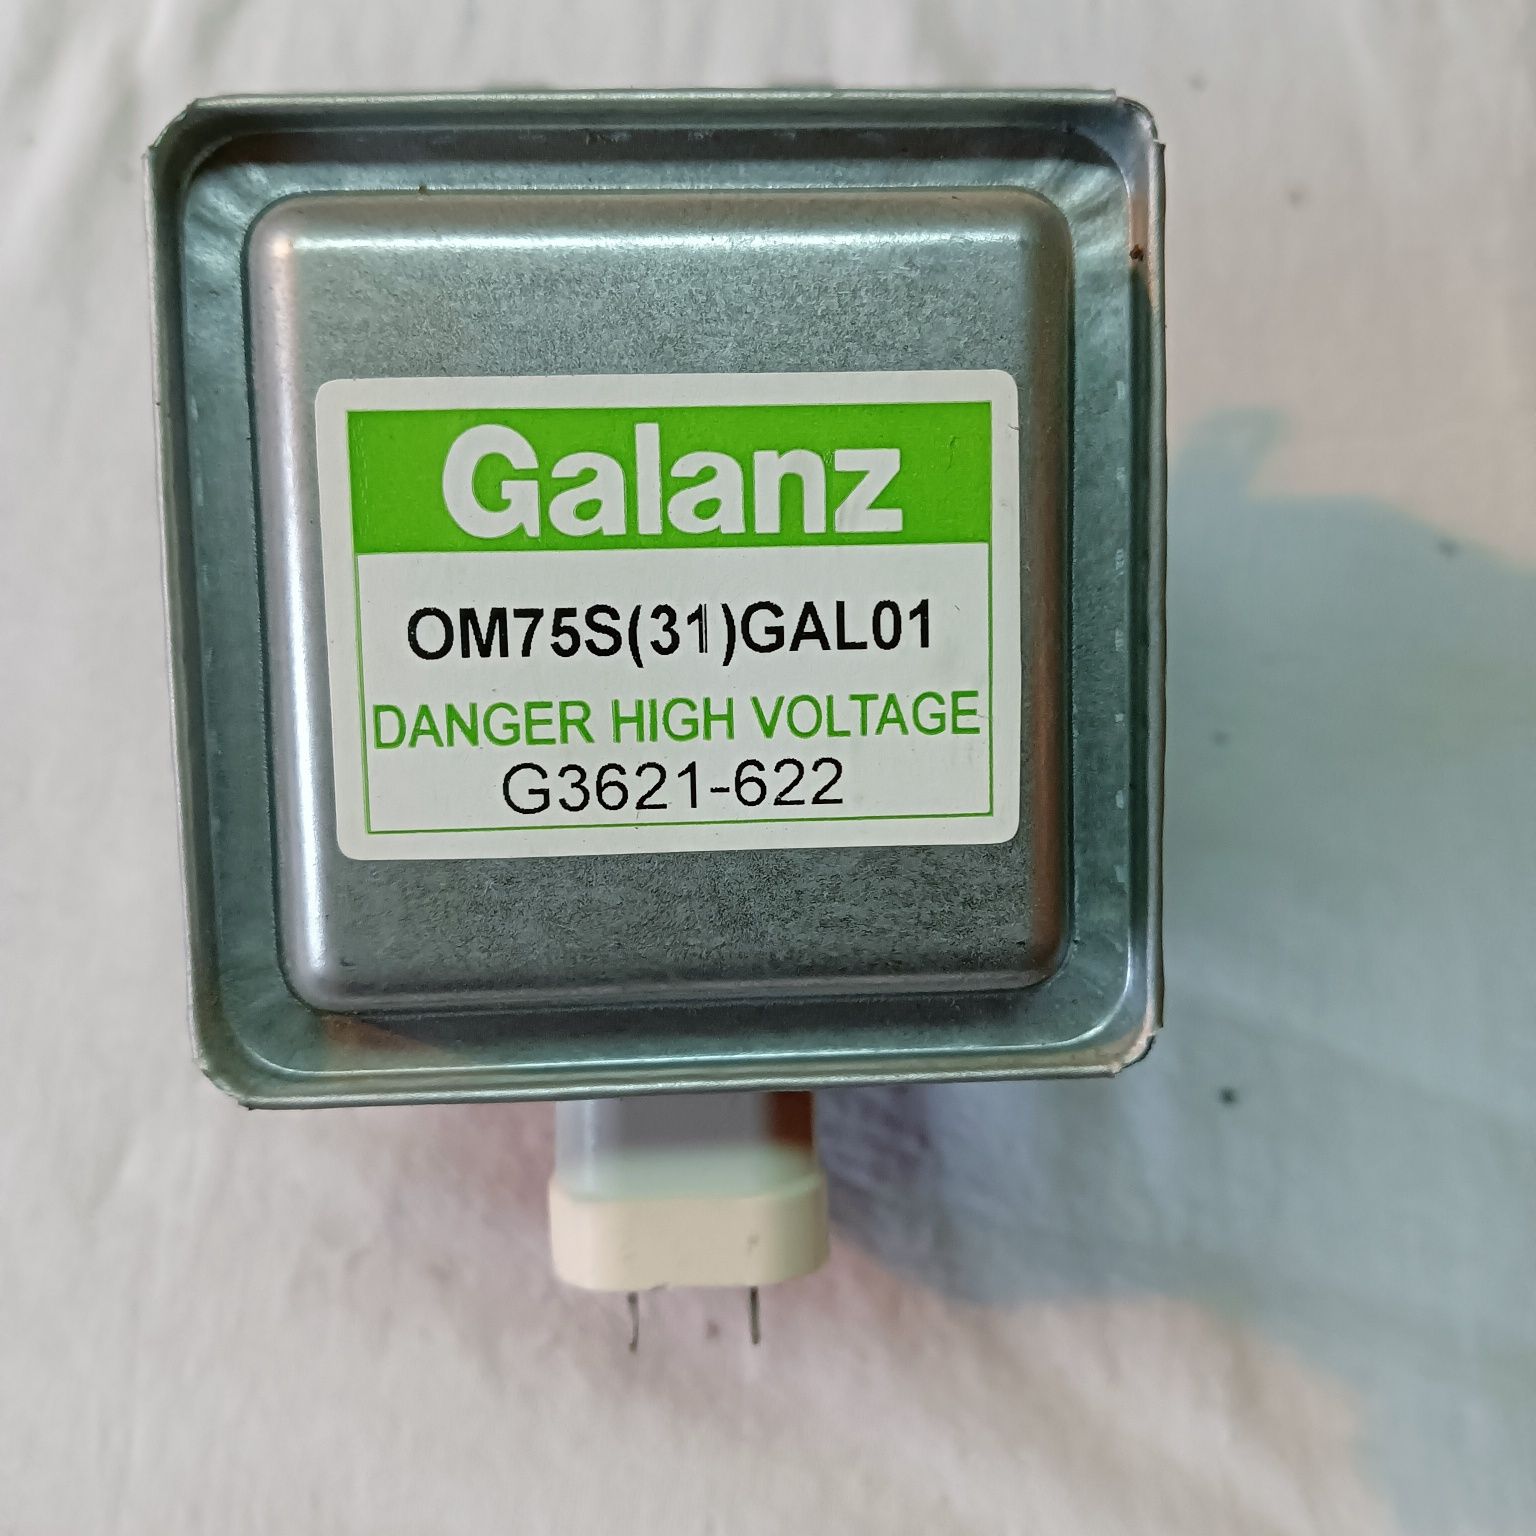 Galanz
OM75S(31)GAL01
DANGER HIGH VOLTAGE
G3621-622